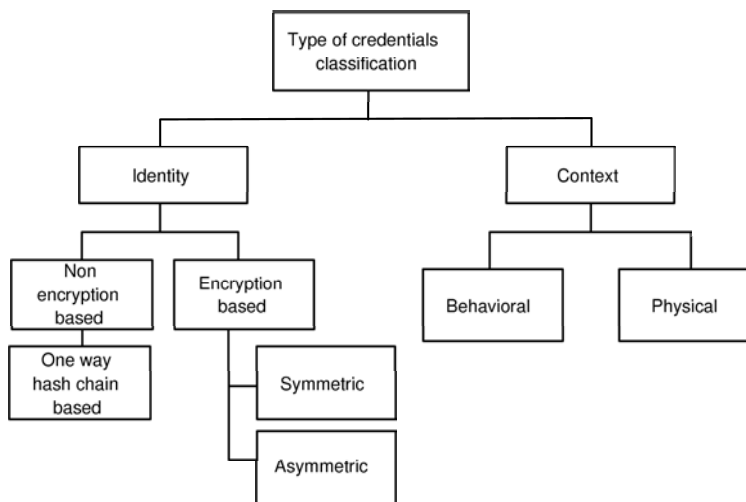 Type of credentials
classification
Identity
Context
Non
encryption
based
Encryption
based
Behavioral
Physical
One way
hash chain
based
Symmetric
Asymmetric